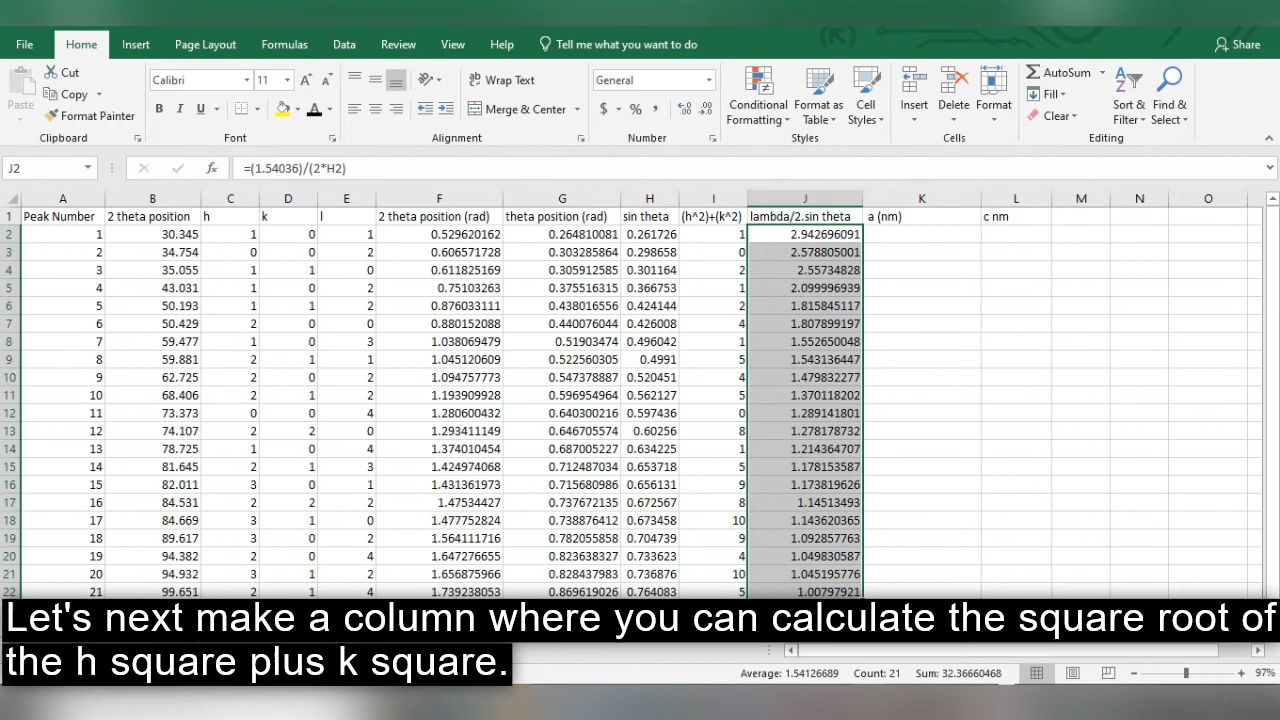 File Home Insert Page Layout Formulas Data Review View Help Tell me what you want to do Share
Paste Cut Copy Format Painter Calibri 11 B I U A Wrap Text Merge & Center General $ % , Conditional Formatting Format as Table Cell Styles Insert Delete Format AutoSum Fill Clear Sort & Filter Find & Select
Clipboard Font Alignment Number Styles Cells Editing
J2 fx =(1.54036)/(2*H2)
A B C D E F G H I J K L M N O
1 Peak Number 2 theta position h k l 2 theta position (rad) theta position (rad) sin theta (h^2)+(k^2) lambda/2.sin theta a (nm) c nm
2 1 30.345 1 0 1 0.529620162 0.264810081 0.261726 1 2.942696091
3 2 34.754 0 0 2 0.606571728 0.303285864 0.298658 0 2.578805001
4 3 35.055 1 1 0 0.611825169 0.305912585 0.301164 2 2.55734828
5 4 43.031 1 0 2 0.75103263 0.375516315 0.366753 1 2.099996939
6 5 50.193 1 1 2 0.876033111 0.438016556 0.424144 2 1.815845117
7 6 50.429 2 0 0 0.880152088 0.440076044 0.426008 4 1.807899197
8 7 59.477 1 0 3 1.038069479 0.51903474 0.496042 1 1.552650048
9 8 59.881 2 1 1 1.045120609 0.522560305 0.4991 5 1.543136447
10 9 62.725 2 0 2 1.094757773 0.547378887 0.520451 4 1.479832277
11 10 68.406 2 1 2 1.193909928 0.596954964 0.562127 5 1.370118202
12 11 73.373 0 0 4 1.280600432 0.640300216 0.597436 0 1.289141801
13 12 74.107 2 2 0 1.293411149 0.646705574 0.60256 8 1.278178732
14 13 78.725 1 0 4 1.374010454 0.687005227 0.634225 1 1.214364707
15 14 81.645 2 1 3 1.424974068 0.712487034 0.653718 5 1.178153587
16 15 82.011 3 0 1 1.431361973 0.715680986 0.656131 9 1.173819626
17 16 84.531 2 2 2 1.47534427 0.737672135 0.672567 8 1.14513493
18 17 84.669 3 1 0 1.477752824 0.738876412 0.673458 10 1.143620365
19 18 89.617 3 0 2 1.564111716 0.782055858 0.704739 9 1.092857763
20 19 94.382 2 0 4 1.647276655 0.823638327 0.733623 4 1.049830587
21 20 94.932 3 1 2 1.656875966 0.828437983 0.736876 10 1.045195776
22 21 99.651 2 1 4 1.739238053 0.869619026 0.764083 5 1.00797921
Let's next make a column where you can calculate the square root of
the h square plus k square.
Average: 1.54126689 Count: 21 Sum: 32.36660468 97%